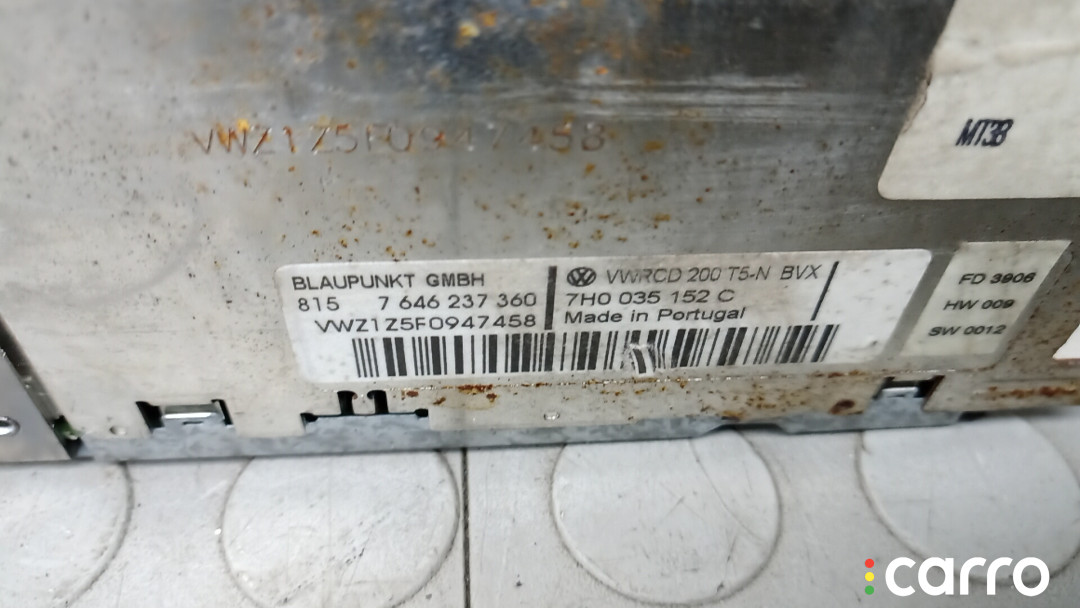 VWZ1Z5F0947458
MT3B
BLAUPUNKT GMBH
815 7 646 237 360
VWZ1Z5F0947458
VWRCD 200 T5-N BVX
7H0 035 152 C
Made in Portugal
FD 3906
HW 009
SW 0012
carro